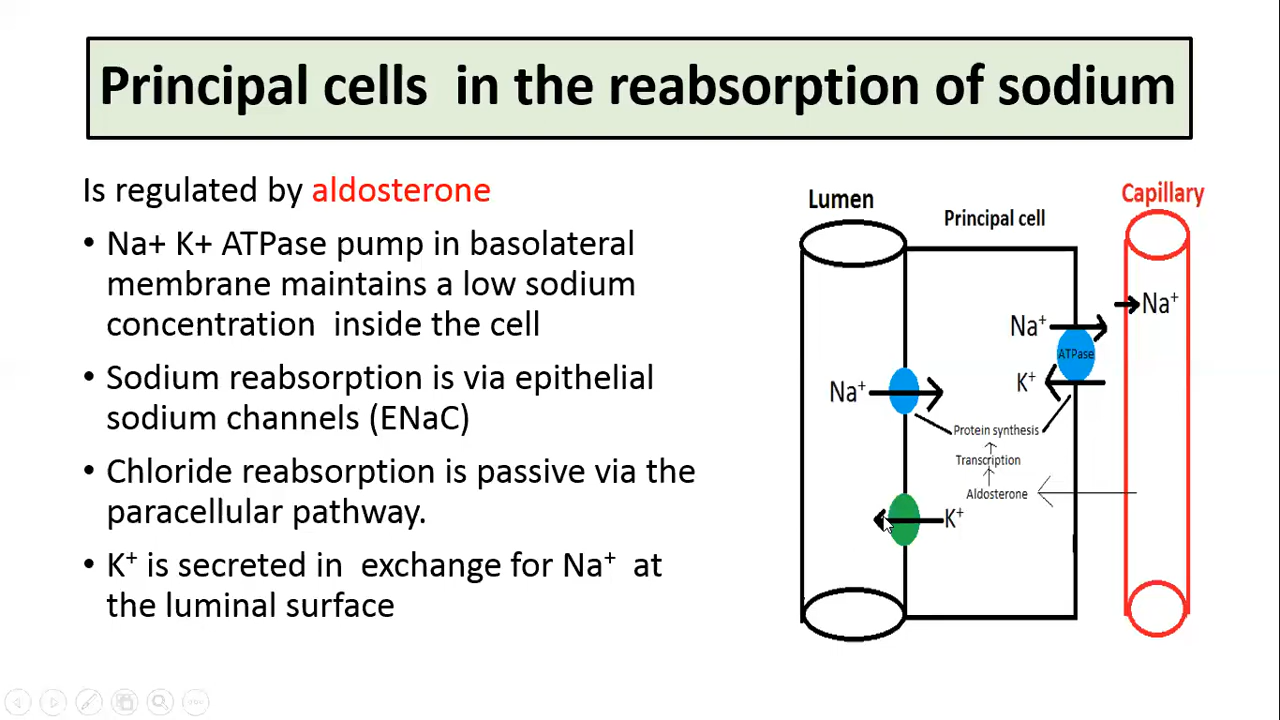 Principal cells  in the reabsorption of sodium
Is regulated by aldosterone
• Na+ K+ ATPase pump in basolateral
membrane maintains a low sodium
concentration  inside the cell
• Sodium reabsorption is via epithelial
sodium channels (ENaC)
• Chloride reabsorption is passive via the
paracellular pathway.
• K⁺ is secreted in  exchange for Na⁺  at
the luminal surface
Lumen
Principal cell
Capillary
Na⁺
Na⁺
ATPase
K⁺
Na⁺
Protein synthesis
Transcription
Aldosterone
K⁺